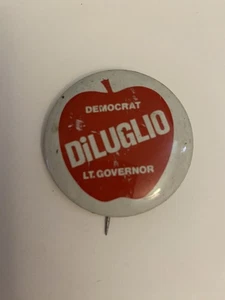 DEMOCRAT
DiLUGLIO
LT. GOVERNOR